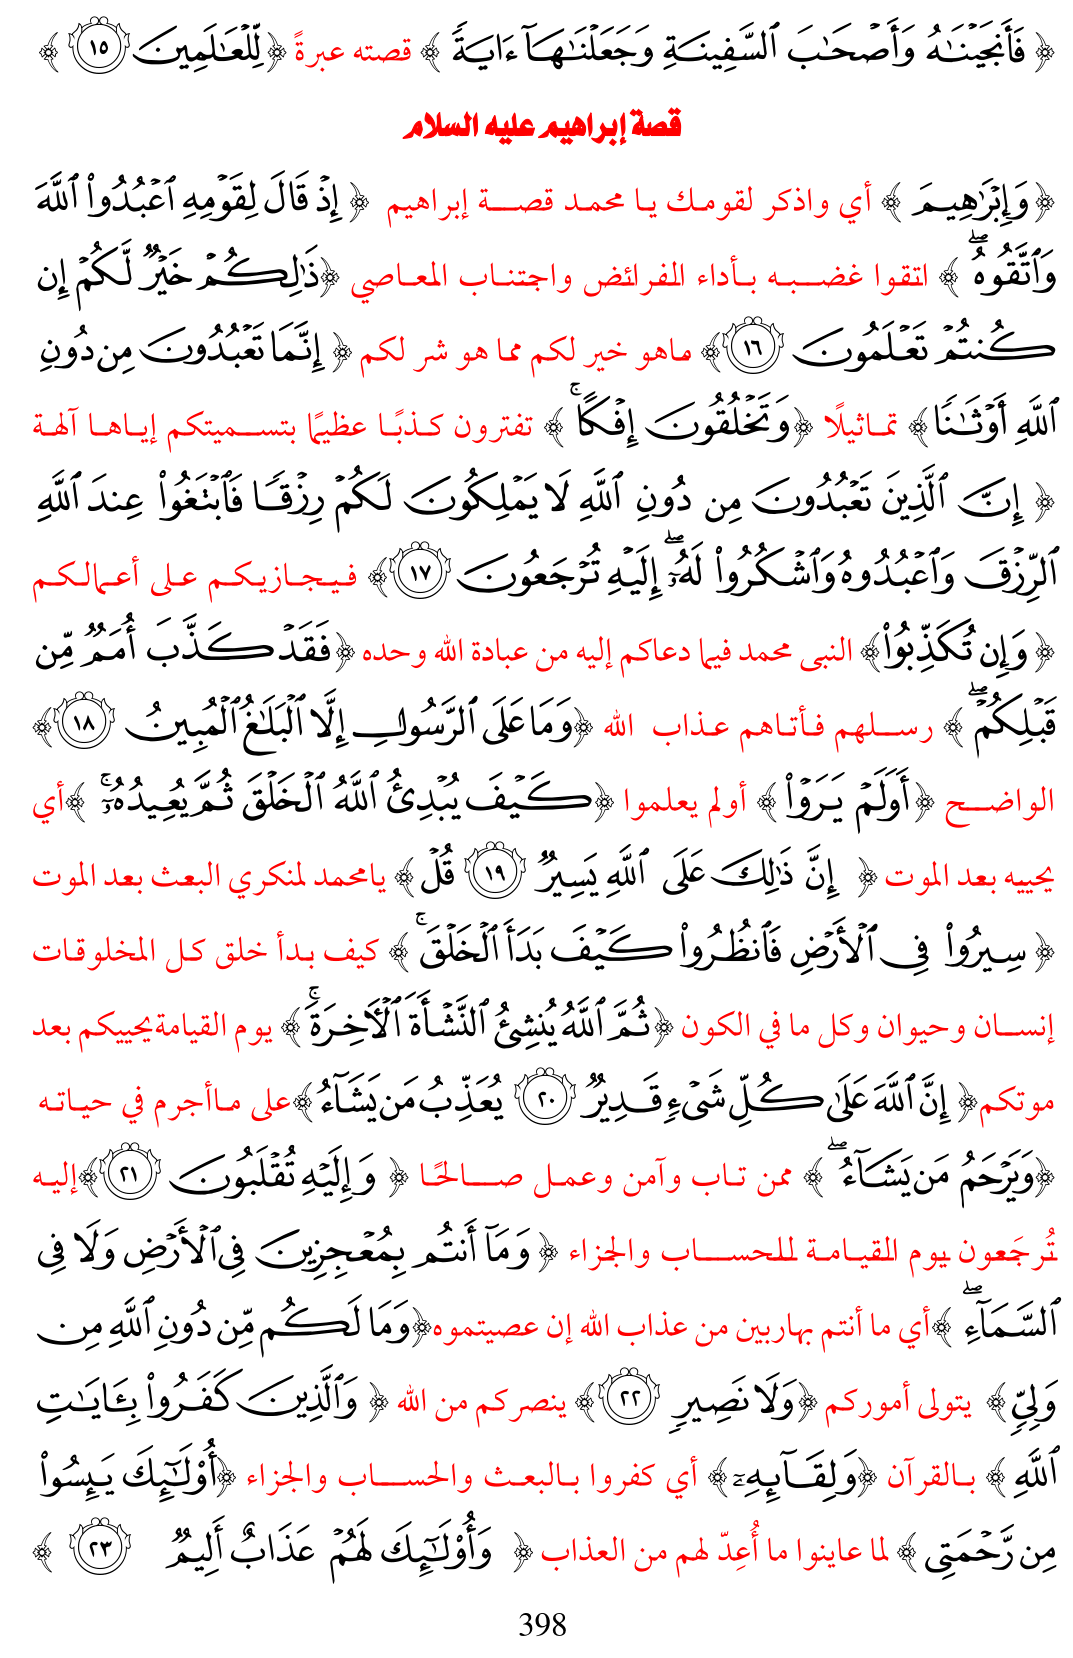 ﴿ فَأَنجَيْنَـٰهُ وَأَصْحَـٰبَ ٱلسَّفِينَةِ وَجَعَلْنَـٰهَآ ءَايَةً ﴾ قصته عبرةً ﴿ لِّلْعَـٰلَمِينَ ١٥ ﴾
قصة إبراهيم عليه السلام
﴿ وَإِبْرَٰهِيمَ ﴾ أي واذكر لقومك يا محمد قصة إبراهيم ﴿ إِذْ قَالَ لِقَوْمِهِ ٱعْبُدُوا۟ ٱللَّهَ
وَٱتَّقُوهُ ۖ ﴾ اتقوا غضبه بأداء الفرائض واجتناب المعاصي ﴿ ذَٰلِكُمْ خَيْرٌ لَّكُمْ إِن
كُنتُمْ تَعْلَمُونَ ١٦ ﴾ ماهو خير لكم مما هو شر لكم ﴿ إِنَّمَا تَعْبُدُونَ مِن دُونِ
ٱللَّهِ أَوْثَـٰنًا ﴾ تماثيلًا ﴿ وَتَخْلُقُونَ إِفْكًا ۚ ﴾ تفترون كذبًا عظيمًا بتسميتكم إياها آلهة
﴿ إِنَّ ٱلَّذِينَ تَعْبُدُونَ مِن دُونِ ٱللَّهِ لَا يَمْلِكُونَ لَكُمْ رِزْقًا فَٱبْتَغُوا۟ عِندَ ٱللَّهِ
ٱلرِّزْقَ وَٱعْبُدُوهُ وَٱشْكُرُوا۟ لَهُۥٓ ۖ إِلَيْهِ تُرْجَعُونَ ١٧ ﴾ فيجازيكم على أعمالكم
﴿ وَإِن تُكَذِّبُوا۟ ﴾ النبى محمد فيما دعاكم إليه من عبادة الله وحده ﴿ فَقَدْ كَذَّبَ أُمَمٌ مِّن
قَبْلِكُمْ ۖ ﴾ رسلهم فأتاهم عذاب الله ﴿ وَمَا عَلَى ٱلرَّسُولِ إِلَّا ٱلْبَلَـٰغُ ٱلْمُبِينُ ١٨ ﴾
الواضح ﴿ أَوَلَمْ يَرَوْا۟ ﴾ أولم يعلموا ﴿ كَيْفَ يُبْدِئُ ٱللَّهُ ٱلْخَلْقَ ثُمَّ يُعِيدُهُۥٓ ۚ ﴾ أي
يحييه بعد الموت ﴿ إِنَّ ذَٰلِكَ عَلَى ٱللَّهِ يَسِيرٌ ١٩ قُلْ ﴾ يامحمد لمنكري البعث بعد الموت
﴿ سِيرُوا۟ فِى ٱلْأَرْضِ فَٱنظُرُوا۟ كَيْفَ بَدَأَ ٱلْخَلْقَ ۚ ﴾ كيف بدأ خلق كل المخلوقات
إنسان وحيوان وكل ما في الكون ﴿ ثُمَّ ٱللَّهُ يُنشِئُ ٱلنَّشْأَةَ ٱلْـَٔاخِرَةَ ۚ ﴾ يوم القيامة يحييكم بعد
موتكم ﴿ إِنَّ ٱللَّهَ عَلَىٰ كُلِّ شَىْءٍ قَدِيرٌ ٢٠ يُعَذِّبُ مَن يَشَآءُ ﴾ على ماأجرم في حياته
﴿ وَيَرْحَمُ مَن يَشَآءُ ۖ ﴾ ممن تاب وآمن وعمل صالحًا ﴿ وَإِلَيْهِ تُقْلَبُونَ ٢١ ﴾ إليه
تُرجَعون يوم القيامة للحساب والجزاء ﴿ وَمَآ أَنتُم بِمُعْجِزِينَ فِى ٱلْأَرْضِ وَلَا فِى
ٱلسَّمَآءِ ۖ ﴾ أي ما أنتم بهاربين من عذاب الله إن عصيتموه ﴿ وَمَا لَكُم مِّن دُونِ ٱللَّهِ مِن
وَلِىٍّ ﴾ يتولى أموركم ﴿ وَلَا نَصِيرٍ ٢٢ ﴾ ينصركم من الله ﴿ وَٱلَّذِينَ كَفَرُوا۟ بِـَٔايَـٰتِ
ٱللَّهِ ﴾ بالقرآن ﴿ وَلِقَآئِهِۦٓ ﴾ أي كفروا بالبعث والحساب والجزاء ﴿ أُو۟لَـٰٓئِكَ يَئِسُوا۟
مِن رَّحْمَتِى ﴾ لما عاينوا ما أُعِدّ لهم من العذاب ﴿ وَأُو۟لَـٰٓئِكَ لَهُمْ عَذَابٌ أَلِيمٌ ٢٣ ﴾
398